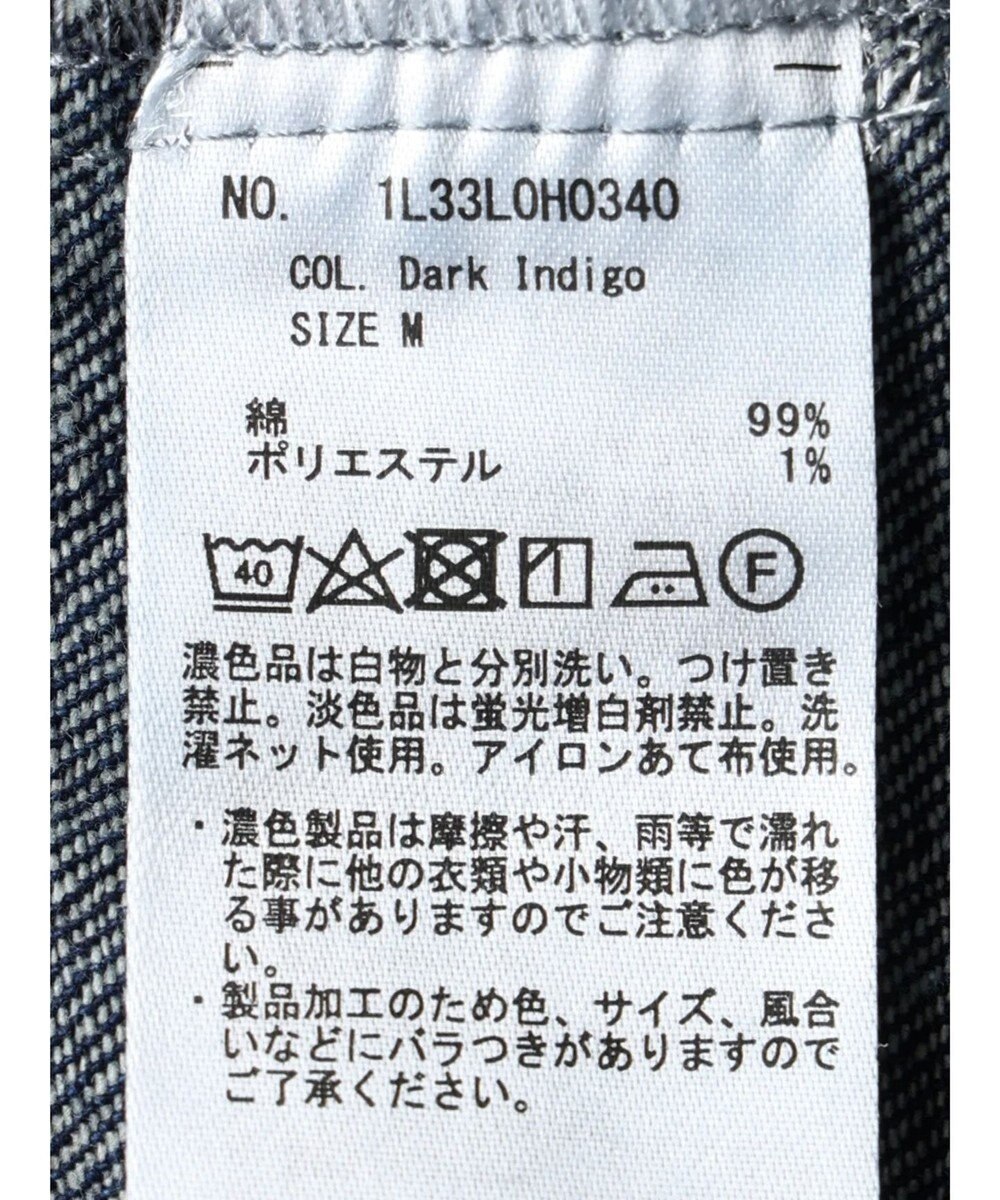 NO. 1L33L0H0340
COL. Dark Indigo
SIZE M
綿 99%
ポリエステル 1%
40 F
濃色品は白物と分別洗い。つけ置き
禁止。淡色品は蛍光増白剤禁止。洗
濯ネット使用。アイロンあて布使用。
・濃色製品は摩擦や汗、雨等で濡れ
た際に他の衣類や小物類に色が移
る事がありますのでご注意くださ
い。
・製品加工のため色、サイズ、風合
いなどにバラつきがありますので
ご了承ください。